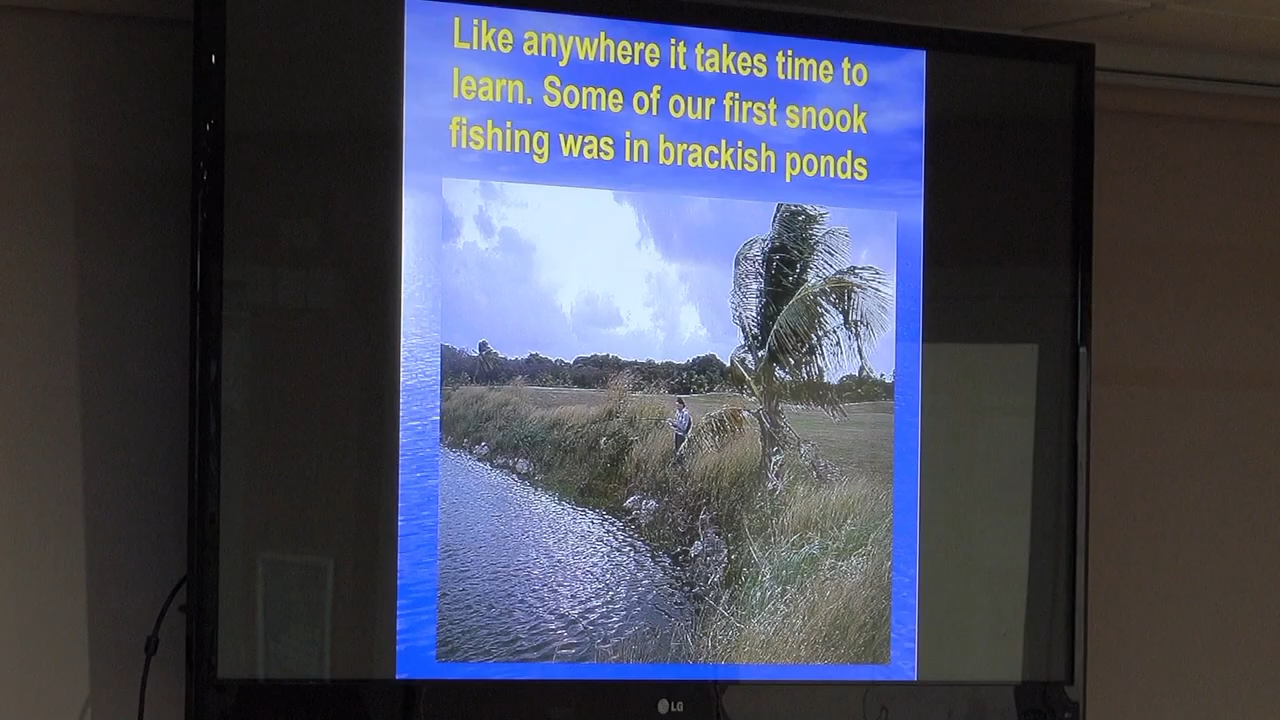 Like anywhere it takes time to
learn. Some of our first snook
fishing was in brackish ponds
LG